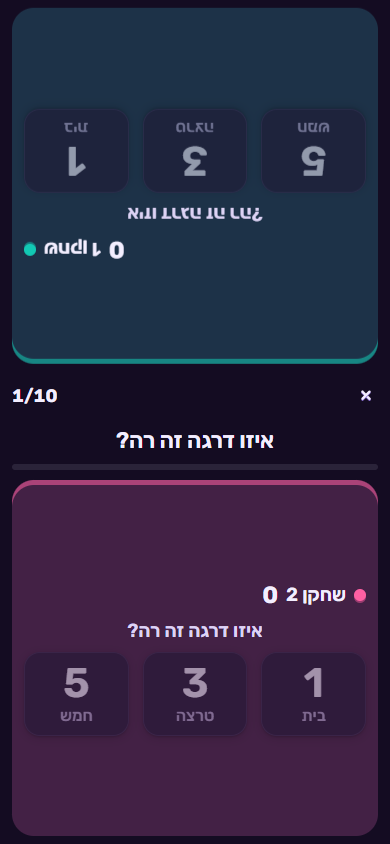 בית טרצה חמש
1 3 5
איזו דרגה זה רה?
שחקן 1 0
1/10 ×
איזו דרגה זה רה?
שחקן 2 0
איזו דרגה זה רה?
1 3 5
בית טרצה חמש